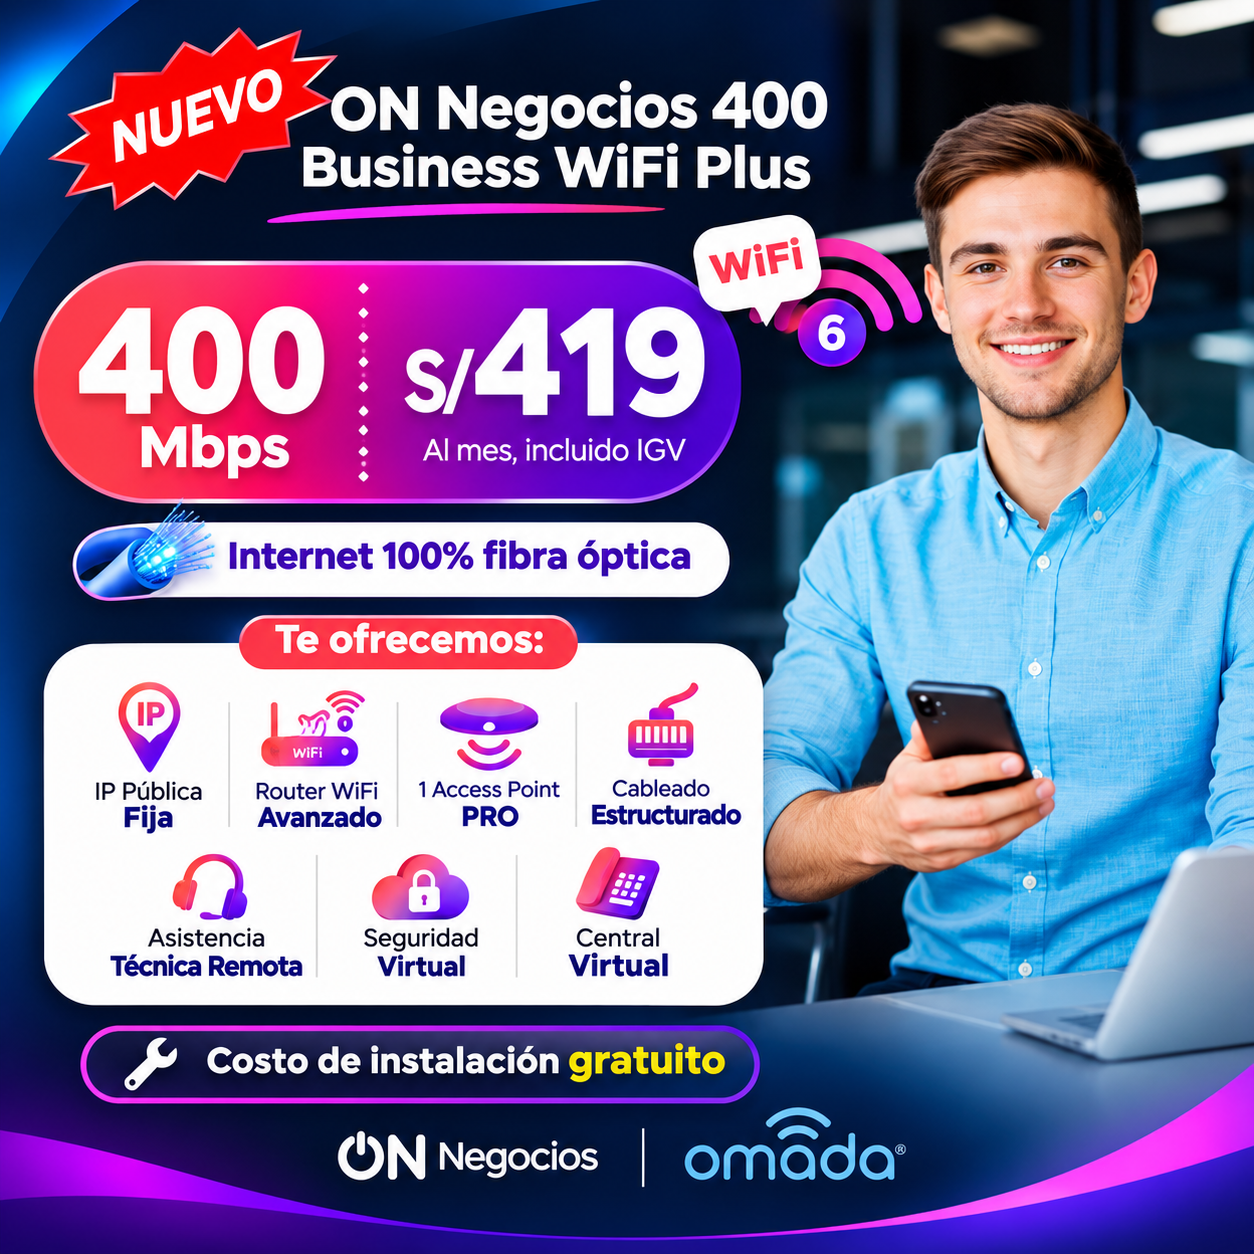 NUEVO
ON Negocios 400
Business WiFi Plus
WiFi
6
400
Mbps
S/419
Al mes, incluido IGV
Internet 100% fibra óptica
Te ofrecemos:
IP
IP Pública
Fija
WiFi
Router WiFi
Avanzado
1 Access Point
PRO
Cableado
Estructurado
Asistencia
Técnica Remota
Seguridad
Virtual
Central
Virtual
Costo de instalación gratuito
ON Negocios
omada®